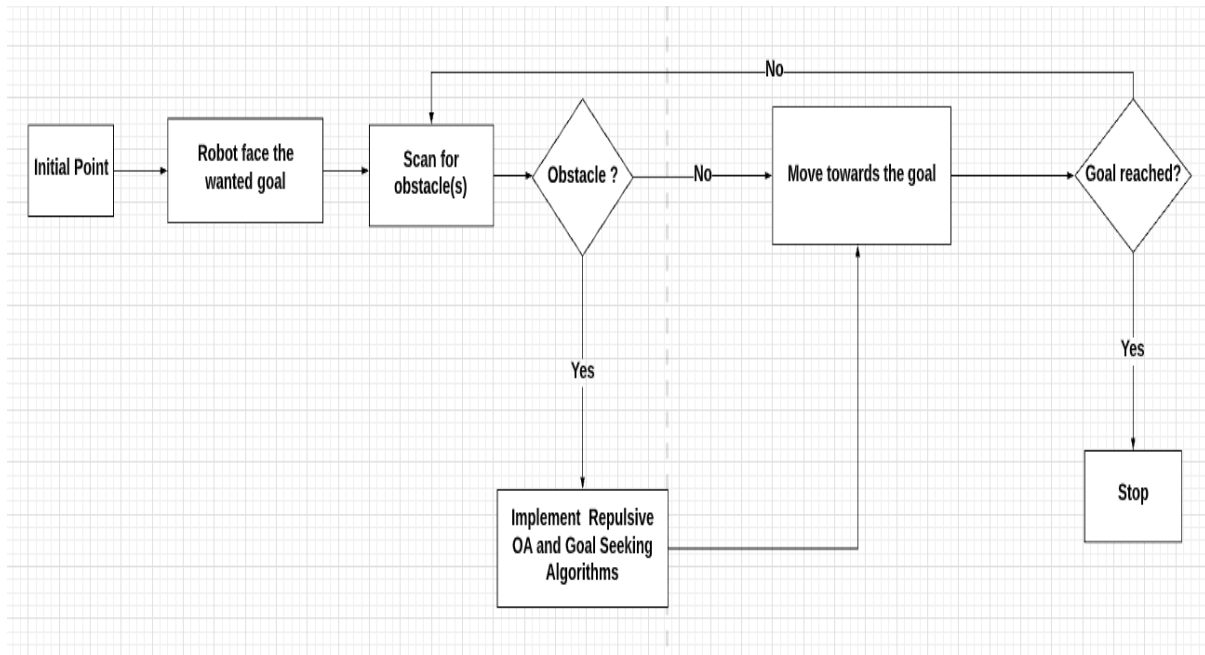 No
Initial Point
Robot face the
wanted goal
Scan for
obstacle(s)
Obstacle ?
No
Move towards the goal
Goal reached?
Yes
Yes
Implement Repulsive
OA and Goal Seeking
Algorithms
Stop